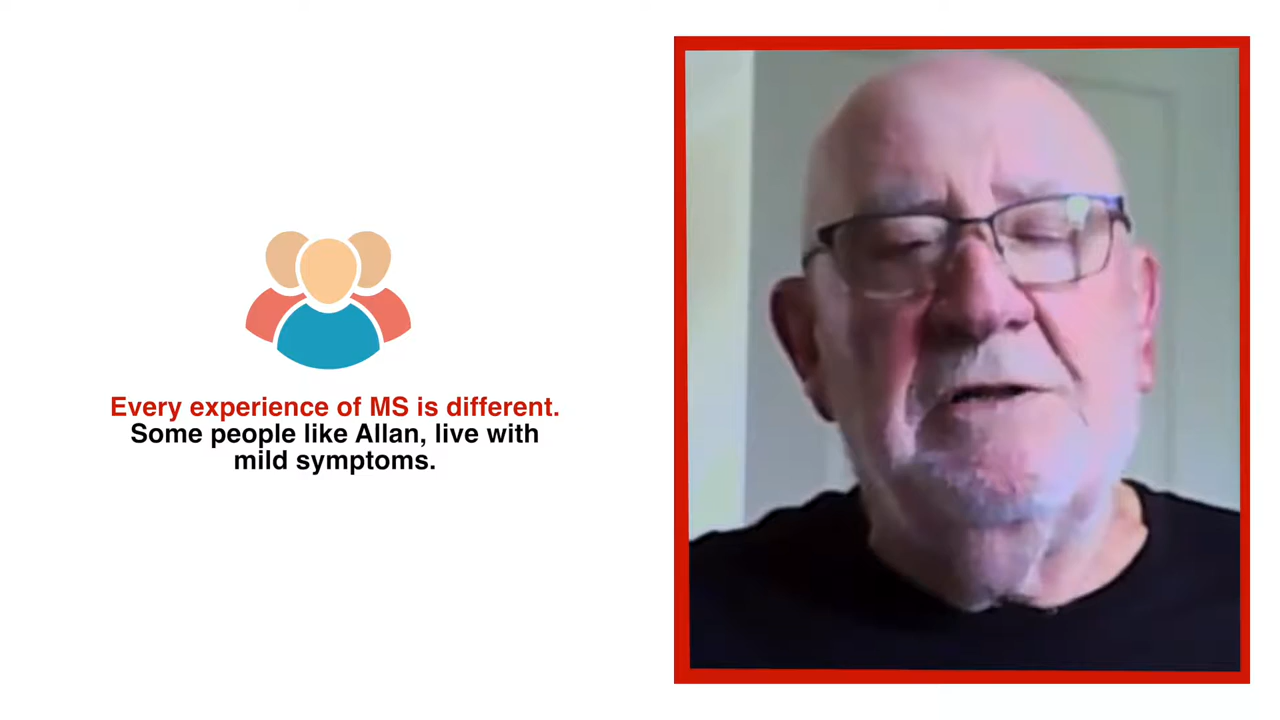 Every experience of MS is different.
Some people like Allan, live with
mild symptoms.